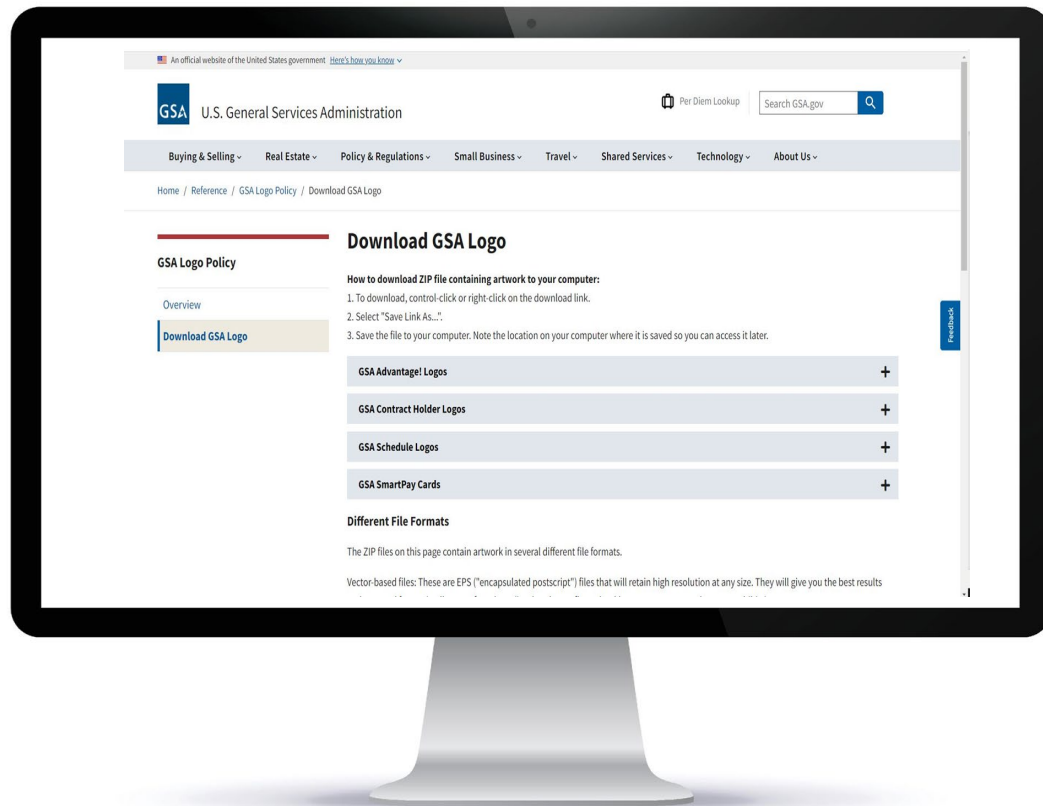 An official website of the United States government Here's how you know
GSA U.S. General Services Administration
Per Diem Lookup
Search GSA.gov
Buying & Selling Real Estate Policy & Regulations Small Business Travel Shared Services Technology About Us
Home / Reference / GSA Logo Policy / Download GSA Logo
GSA Logo Policy
Overview
Download GSA Logo
Download GSA Logo
How to download ZIP file containing artwork to your computer:
1. To download, control-click or right-click on the download link.
2. Select "Save Link As...".
3. Save the file to your computer. Note the location on your computer where it is saved so you can access it later.
GSA Advantage! Logos +
GSA Contract Holder Logos +
GSA Schedule Logos +
GSA SmartPay Cards +
Different File Formats
The ZIP files on this page contain artwork in several different file formats.
Vector-based files: These are EPS ("encapsulated postscript") files that will retain high resolution at any size. They will give you the best results
Feedback